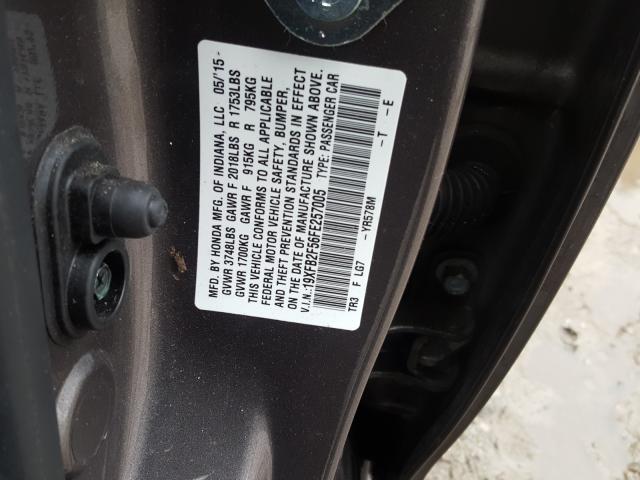 MFD. BY HONDA MFG. OF INDIANA, LLC 05/'15
GVWR 3748LBS GAWR F 2018LBS R 1753LBS
GVWR 1700KG GAWR F 915KG R 795KG
THIS VEHICLE CONFORMS TO ALL APPLICABLE
FEDERAL MOTOR VEHICLE SAFETY, BUMPER,
AND THEFT PREVENTION STANDARDS IN EFFECT
ON THE DATE OF MANUFACTURE SHOWN ABOVE.
V.I.N.:19XFB2F56FE257005 TYPE:PASSENGER CAR
TR3 F LG7 -YR578M -T -E